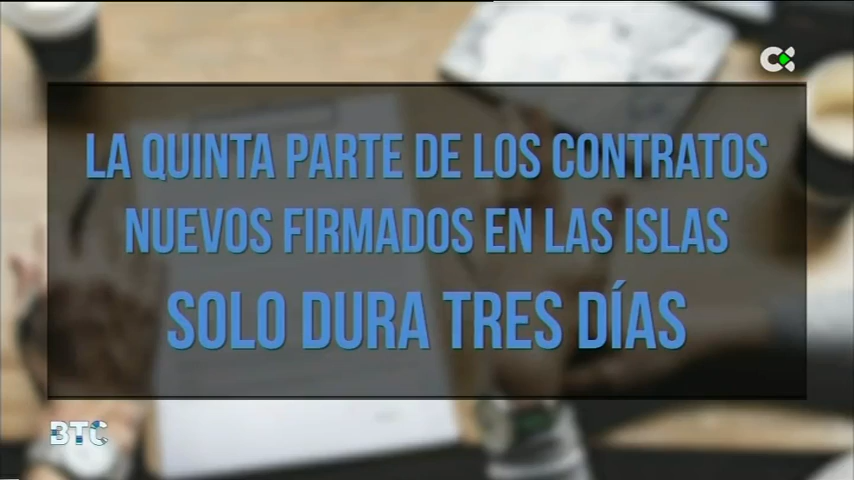 LA QUINTA PARTE DE LOS CONTRATOS
NUEVOS FIRMADOS EN LAS ISLAS
SOLO DURA TRES DÍAS
BTC